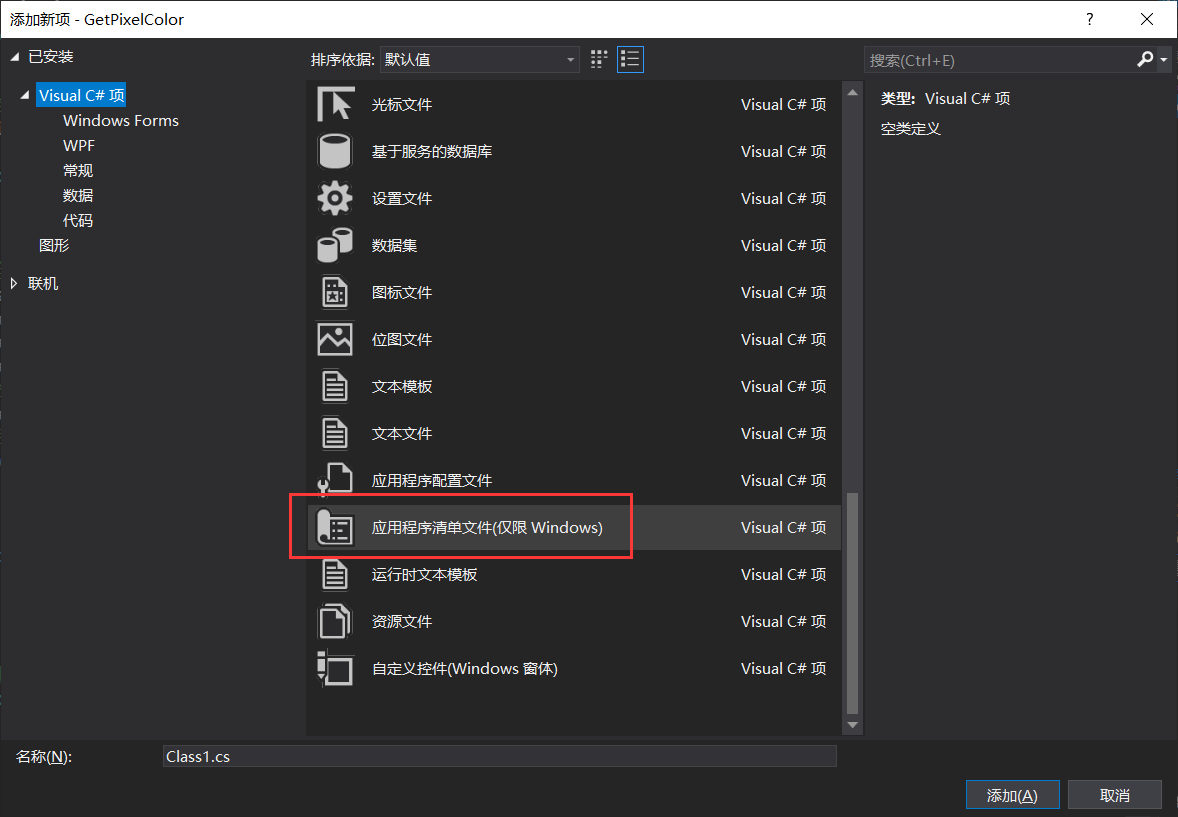 添加新项 - GetPixelColor
?
已安装
Visual C# 项
Windows Forms
WPF
常规
数据
代码
图形
联机
排序依据: 默认值
搜索(Ctrl+E)
光标文件 Visual C# 项
基于服务的数据库 Visual C# 项
设置文件 Visual C# 项
数据集 Visual C# 项
图标文件 Visual C# 项
位图文件 Visual C# 项
文本模板 Visual C# 项
文本文件 Visual C# 项
应用程序配置文件 Visual C# 项
应用程序清单文件(仅限 Windows) Visual C# 项
运行时文本模板 Visual C# 项
资源文件 Visual C# 项
自定义控件(Windows 窗体) Visual C# 项
类型: Visual C# 项
空类定义
名称(N): Class1.cs
添加(A) 取消